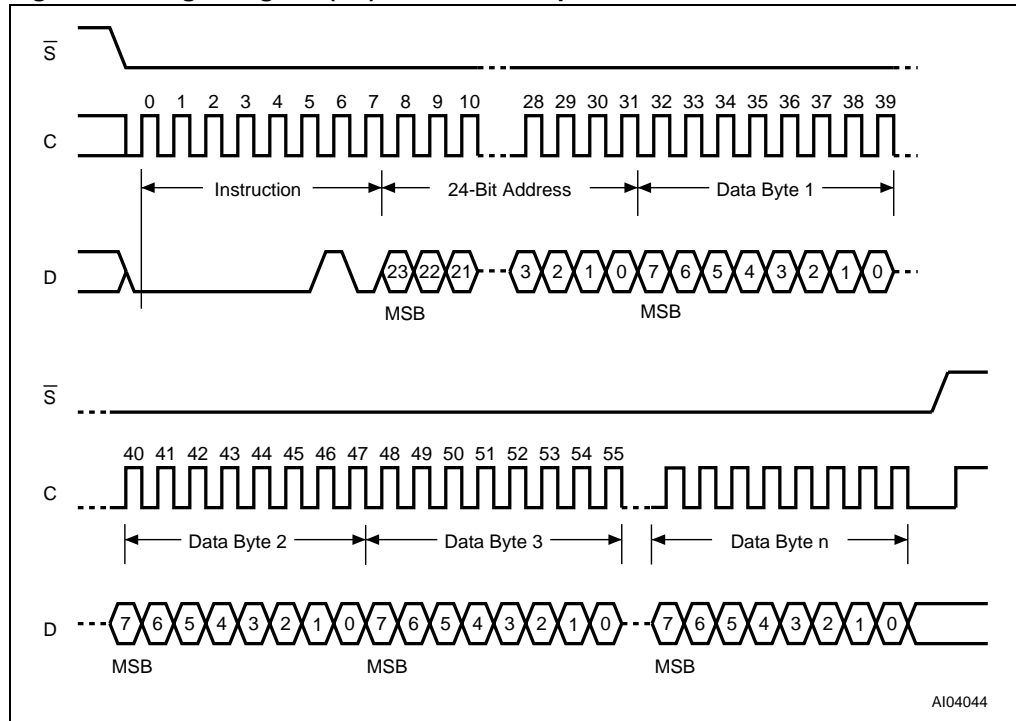 S
0 1 2 3 4 5 6 7 8 9 10 28 29 30 31 32 33 34 35 36 37 38 39
C
Instruction 24-Bit Address Data Byte 1
D 23 22 21 3 2 1 0 7 6 5 4 3 2 1 0
MSB MSB
S
40 41 42 43 44 45 46 47 48 49 50 51 52 53 54 55
C
Data Byte 2 Data Byte 3 Data Byte n
D 7 6 5 4 3 2 1 0 7 6 5 4 3 2 1 0 7 6 5 4 3 2 1 0
MSB MSB MSB
AI04044